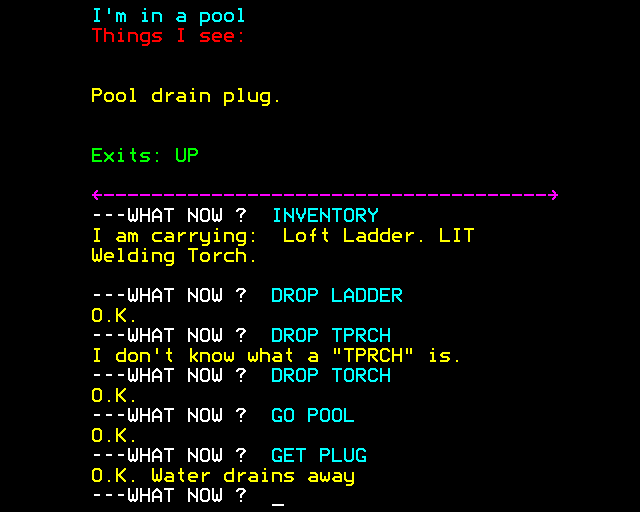 I'm in a pool
Things I see:
Pool drain plug.
Exits: UP
<------------------------------------->
---WHAT NOW ?  INVENTORY
I am carrying:  Loft Ladder. LIT
Welding Torch.
---WHAT NOW ?  DROP LADDER
O.K.
---WHAT NOW ?  DROP TPRCH
I don't know what a "TPRCH" is.
---WHAT NOW ?  DROP TORCH
O.K.
---WHAT NOW ?  GO POOL
O.K.
---WHAT NOW ?  GET PLUG
O.K. Water drains away
---WHAT NOW ?  _